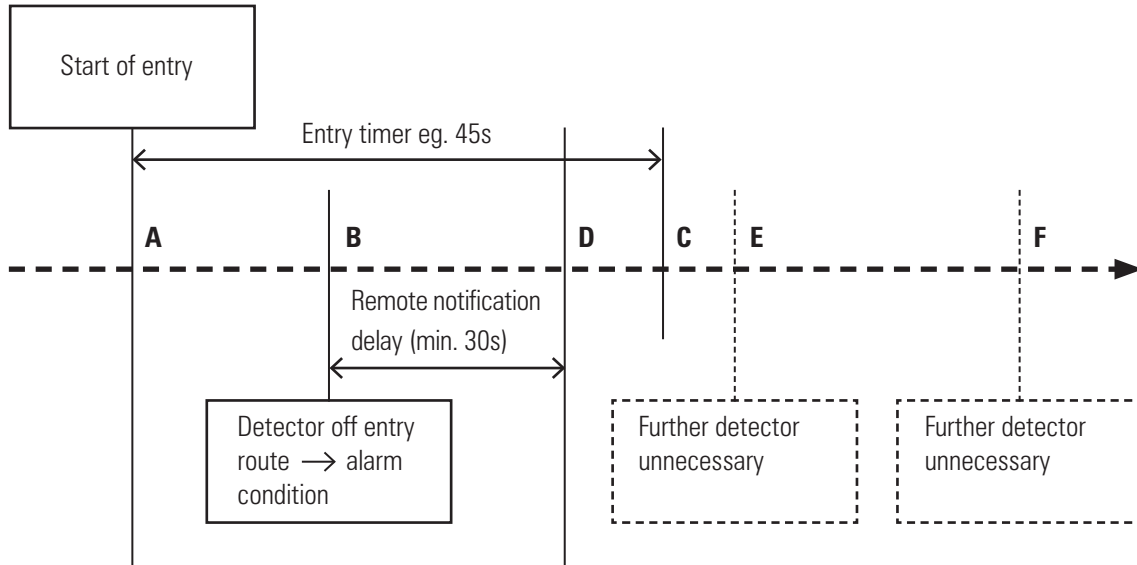 Start of entry
Entry timer eg. 45s
A
B
D
C
E
F
Remote notification
delay (min. 30s)
Detector off entry
route → alarm
condition
Further detector
unnecessary
Further detector
unnecessary